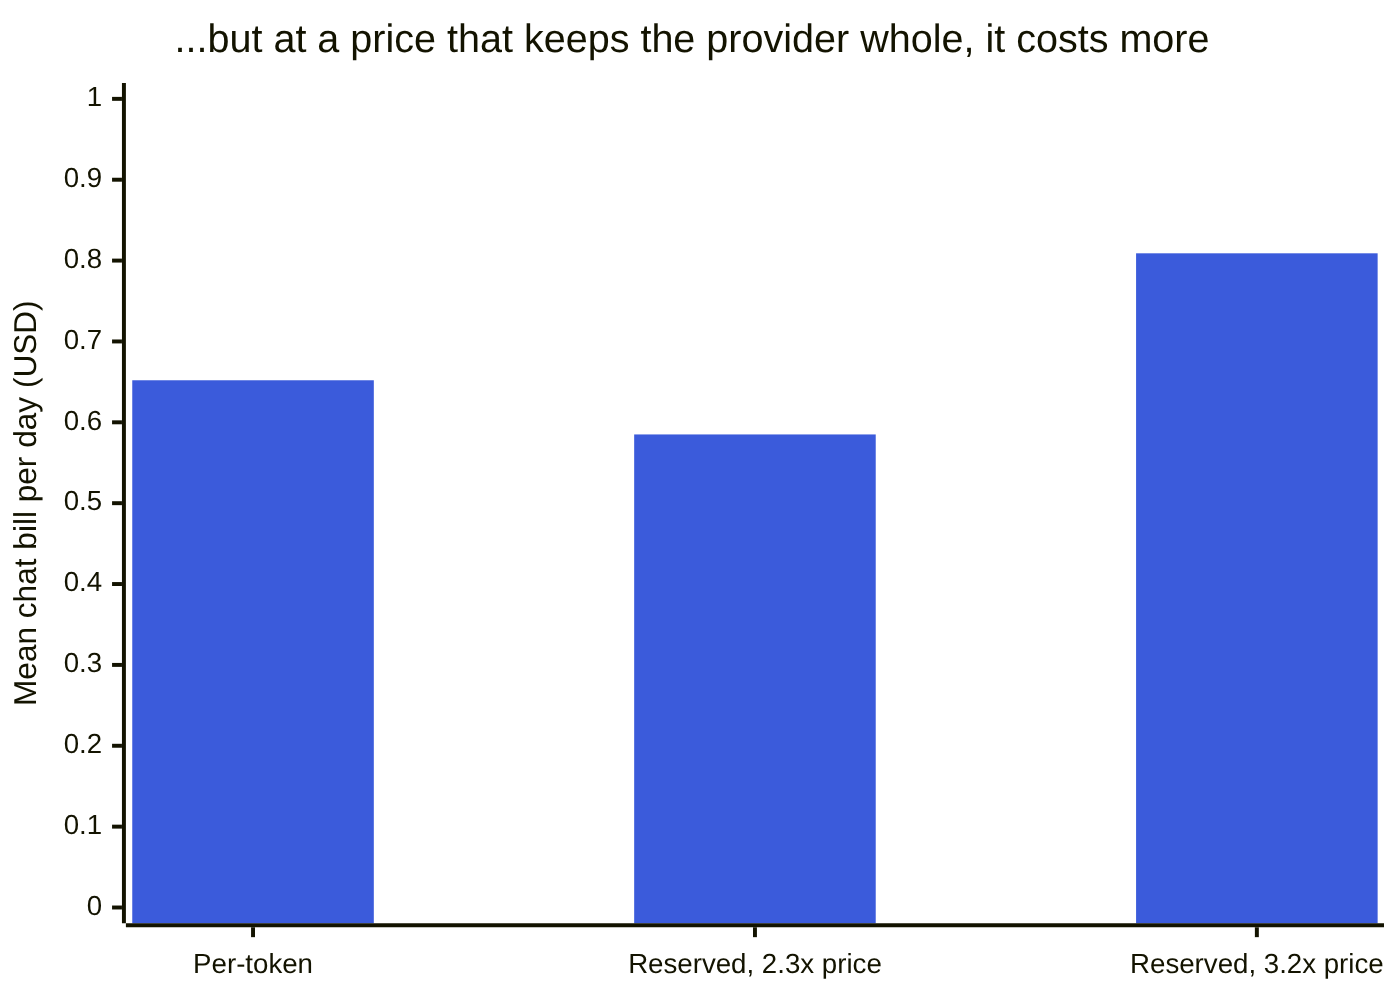 ...but at a price that keeps the provider whole, it costs more
Mean chat bill per day (USD)
1
0.9
0.8
0.7
0.6
0.5
0.4
0.3
0.2
0.1
0
Per-token
Reserved, 2.3x price
Reserved, 3.2x price